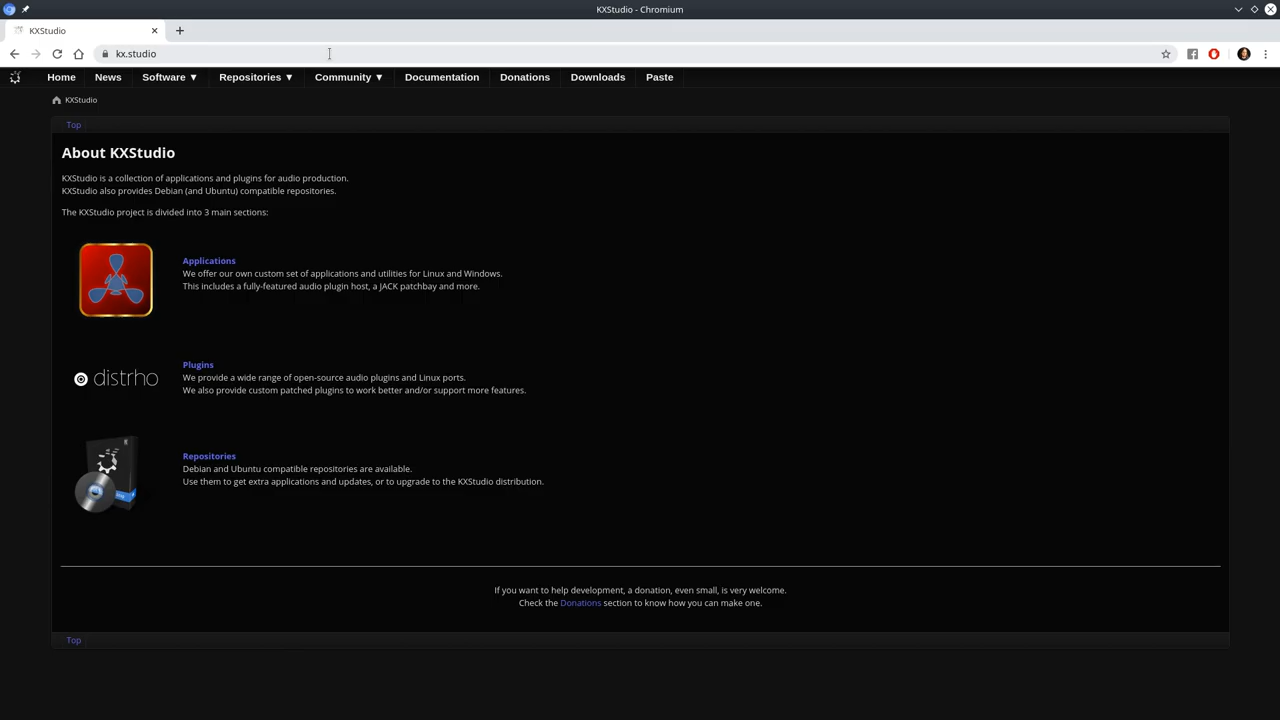 KXStudio - Chromium
KXStudio
kx.studio
Home News Software ▼ Repositories ▼ Community ▼ Documentation Donations Downloads Paste
KXStudio
Top
About KXStudio
KXStudio is a collection of applications and plugins for audio production.
KXStudio also provides Debian (and Ubuntu) compatible repositories.
The KXStudio project is divided into 3 main sections:
Applications
We offer our own custom set of applications and utilities for Linux and Windows.
This includes a fully-featured audio plugin host, a JACK patchbay and more.
Plugins
distrho
We provide a wide range of open-source audio plugins and Linux ports.
We also provide custom patched plugins to work better and/or support more features.
Repositories
Debian and Ubuntu compatible repositories are available.
Use them to get extra applications and updates, or to upgrade to the KXStudio distribution.
If you want to help development, a donation, even small, is very welcome.
Check the Donations section to know how you can make one.
Top